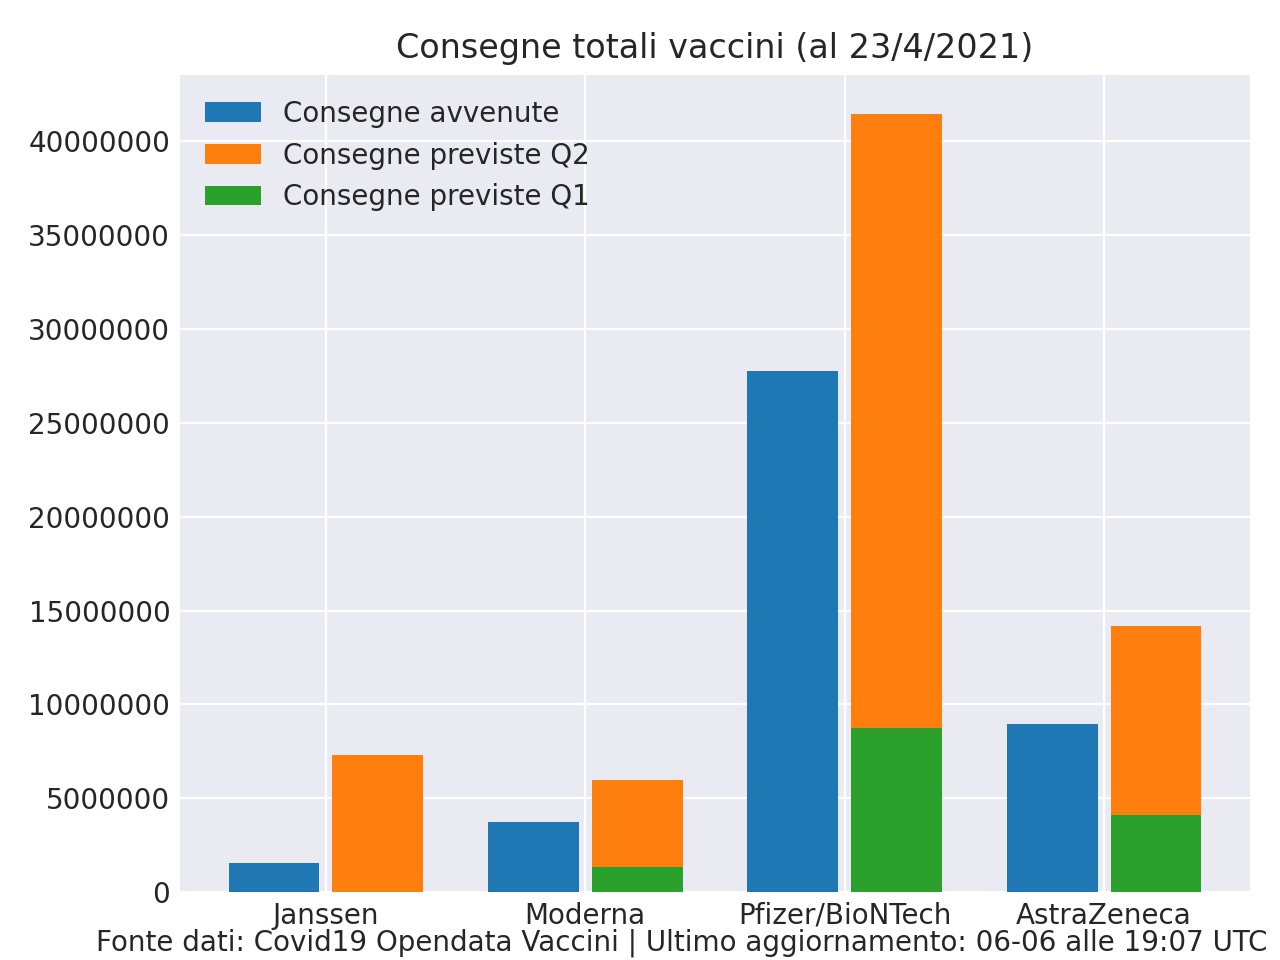 Consegne totali vaccini (al 23/4/2021)
Consegne avvenute
Consegne previste Q2
Consegne previste Q1
40000000
35000000
30000000
25000000
20000000
15000000
10000000
5000000
0
Janssen Moderna Pfizer/BioNTech AstraZeneca
Fonte dati: Covid19 Opendata Vaccini | Ultimo aggiornamento: 06-06 alle 19:07 UTC